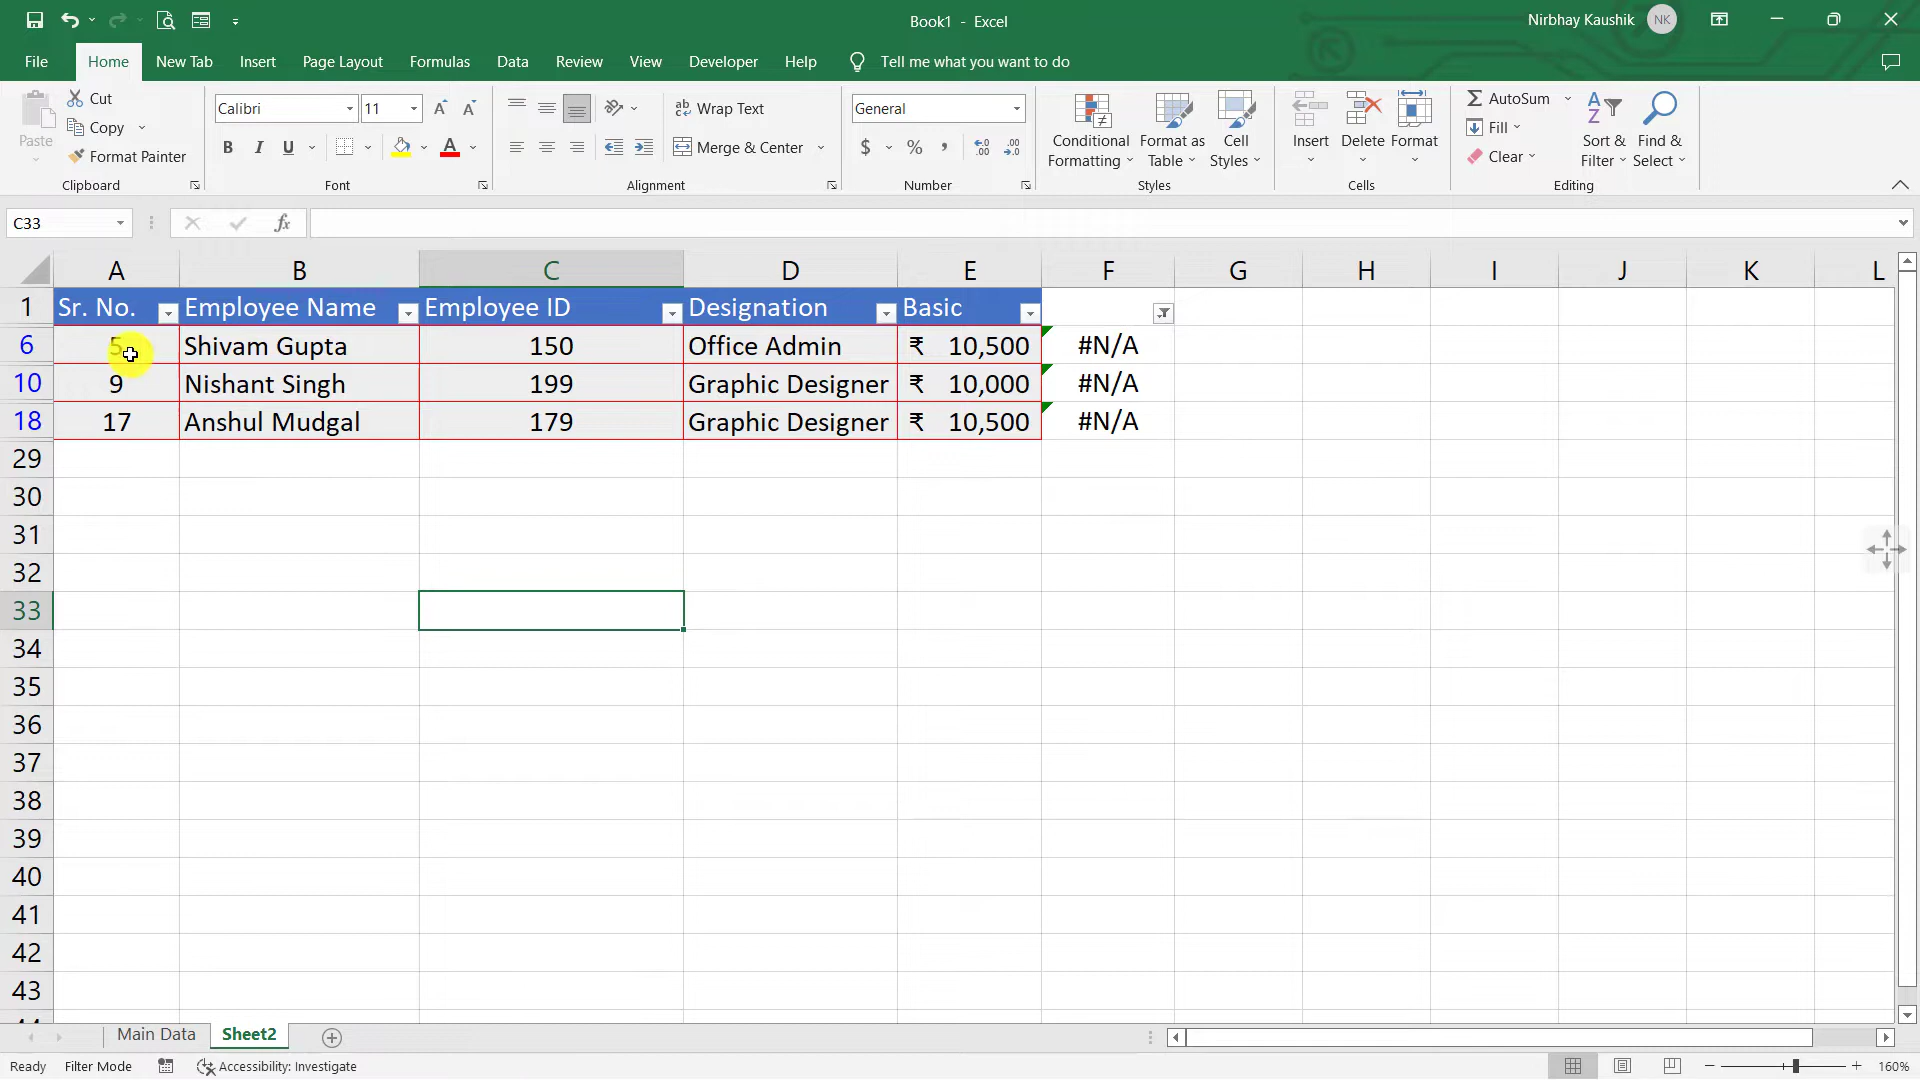 Book1 - Excel
Nirbhay Kaushik
NK
File
Home
New Tab
Insert
Page Layout
Formulas
Data
Review
View
Developer
Help
Tell me what you want to do
Paste
Cut
Copy
Format Painter
Clipboard
Calibri
11
B I U
Font
ab Wrap Text
Merge & Center
Alignment
General
$ % ,
Number
Conditional Formatting
Format as Table
Cell Styles
Styles
Insert
Delete
Format
Cells
AutoSum
Fill
Clear
Sort & Filter
Find & Select
Editing
C33
fx
A B C D E F G H I J K L
1 Sr. No. Employee Name Employee ID Designation Basic
6 5 Shivam Gupta 150 Office Admin ₹ 10,500 #N/A
10 9 Nishant Singh 199 Graphic Designer ₹ 10,000 #N/A
18 17 Anshul Mudgal 179 Graphic Designer ₹ 10,500 #N/A
29
30
31
32
33
34
35
36
37
38
39
40
41
42
43
Main Data
Sheet2
Ready
Filter Mode
Accessibility: Investigate
160%